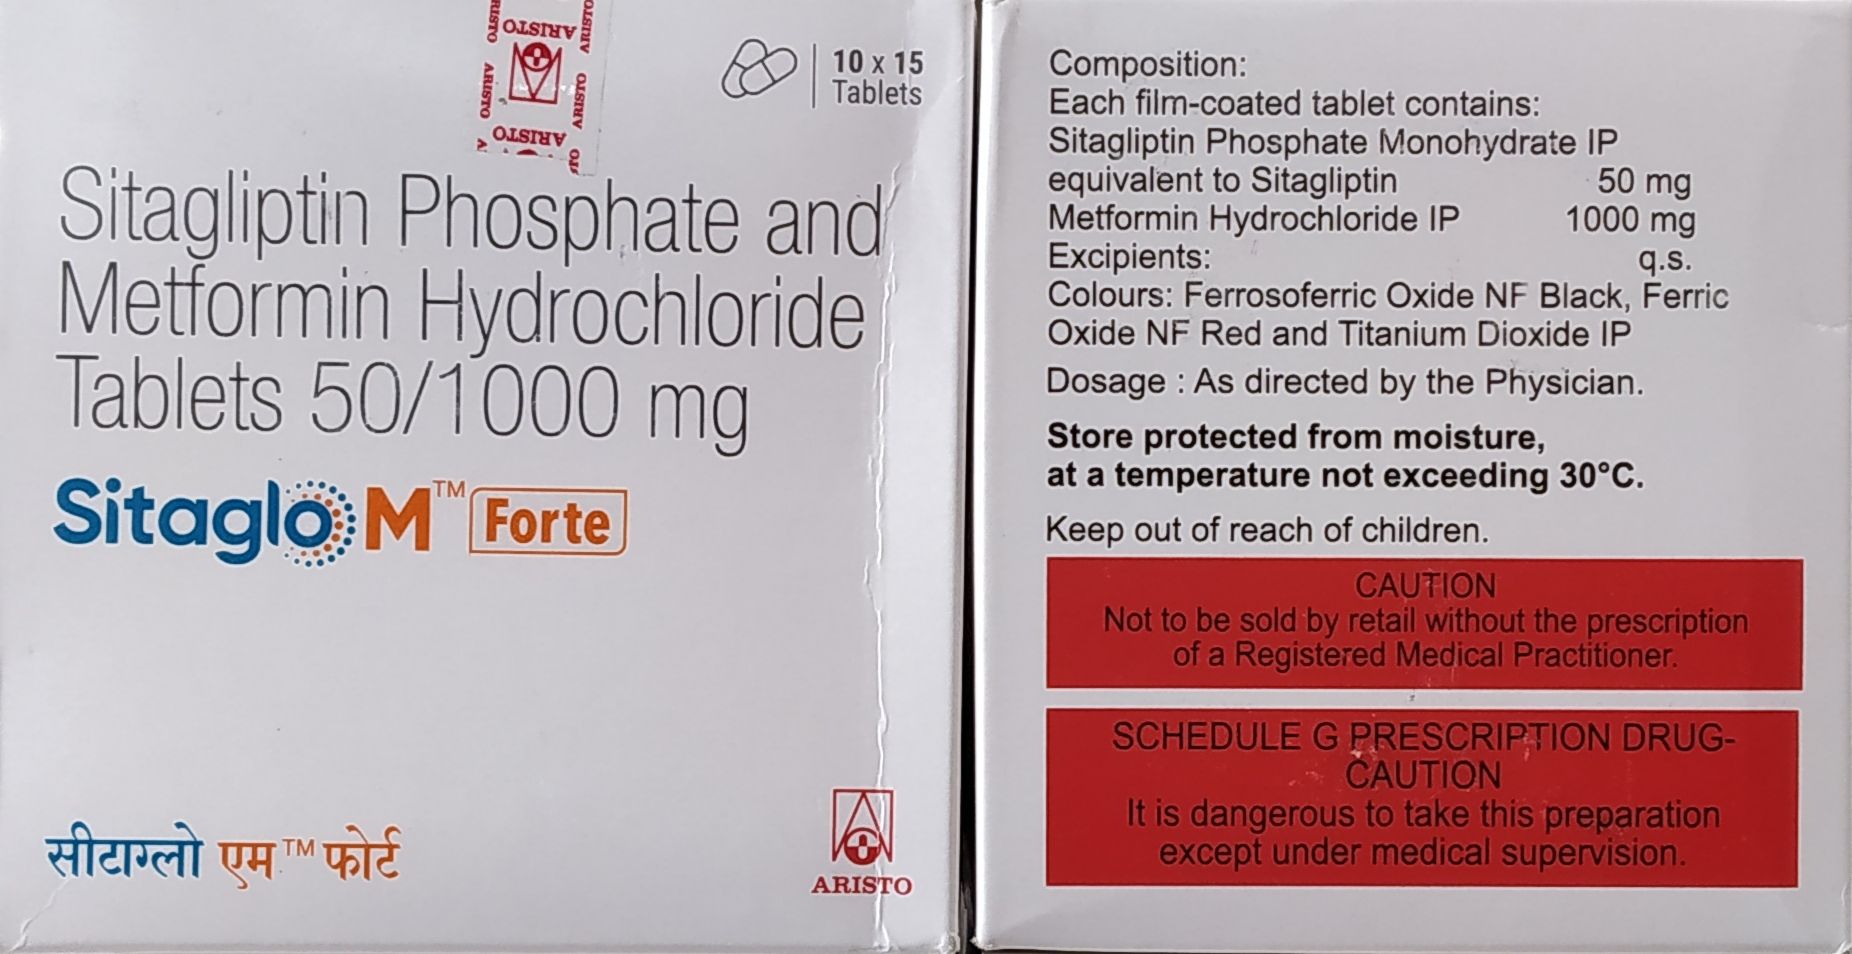 ARISTO
ARISTO
ARISTO
ARISTO
ARISTO
ARISTO
10 x 15
Tablets
Sitagliptin Phosphate and
Metformin Hydrochloride
Tablets 50/1000 mg
Sitaglo M™ Forte
सीटाग्लो एम™ फोर्ट
ARISTO
Composition:
Each film-coated tablet contains:
Sitagliptin Phosphate Monohydrate IP
equivalent to Sitagliptin 50 mg
Metformin Hydrochloride IP 1000 mg
Excipients: q.s.
Colours: Ferrosoferric Oxide NF Black, Ferric
Oxide NF Red and Titanium Dioxide IP
Dosage : As directed by the Physician.
Store protected from moisture,
at a temperature not exceeding 30°C.
Keep out of reach of children.
CAUTION
Not to be sold by retail without the prescription
of a Registered Medical Practitioner.
SCHEDULE G PRESCRIPTION DRUG-
CAUTION
It is dangerous to take this preparation
except under medical supervision.